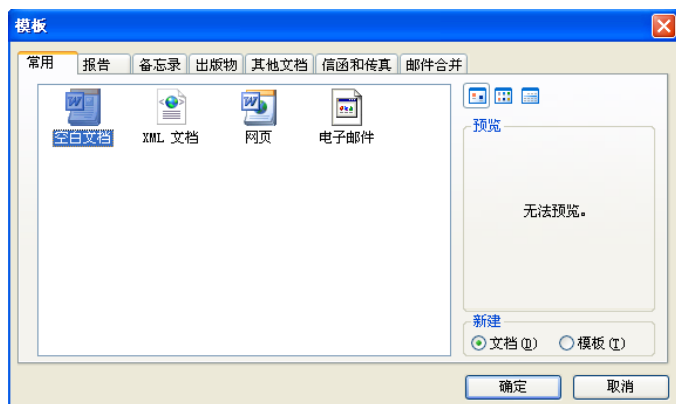 模板
常用 报告 备忘录 出版物 其他文档 信函和传真 邮件合并
空白文档 XML 文档 网页 电子邮件
预览
无法预览。
新建
文档(D) 模板(T)
确定 取消